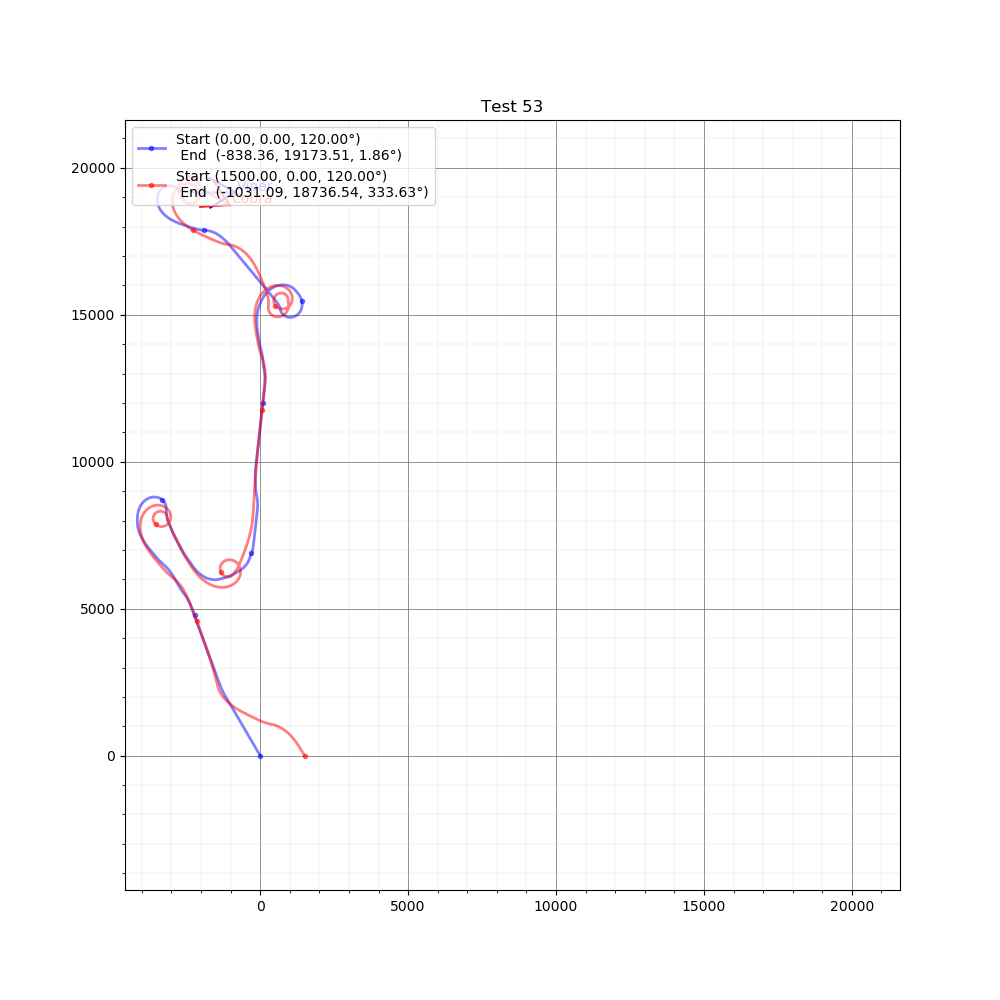 Test 53
Start (0.00, 0.00, 120.00°)
End (-838.36, 19173.51, 1.86°)
Start (1500.00, 0.00, 120.00°)
End (-1031.09, 18736.54, 333.63°)
Cobra
20000
15000
10000
5000
0
0 5000 10000 15000 20000